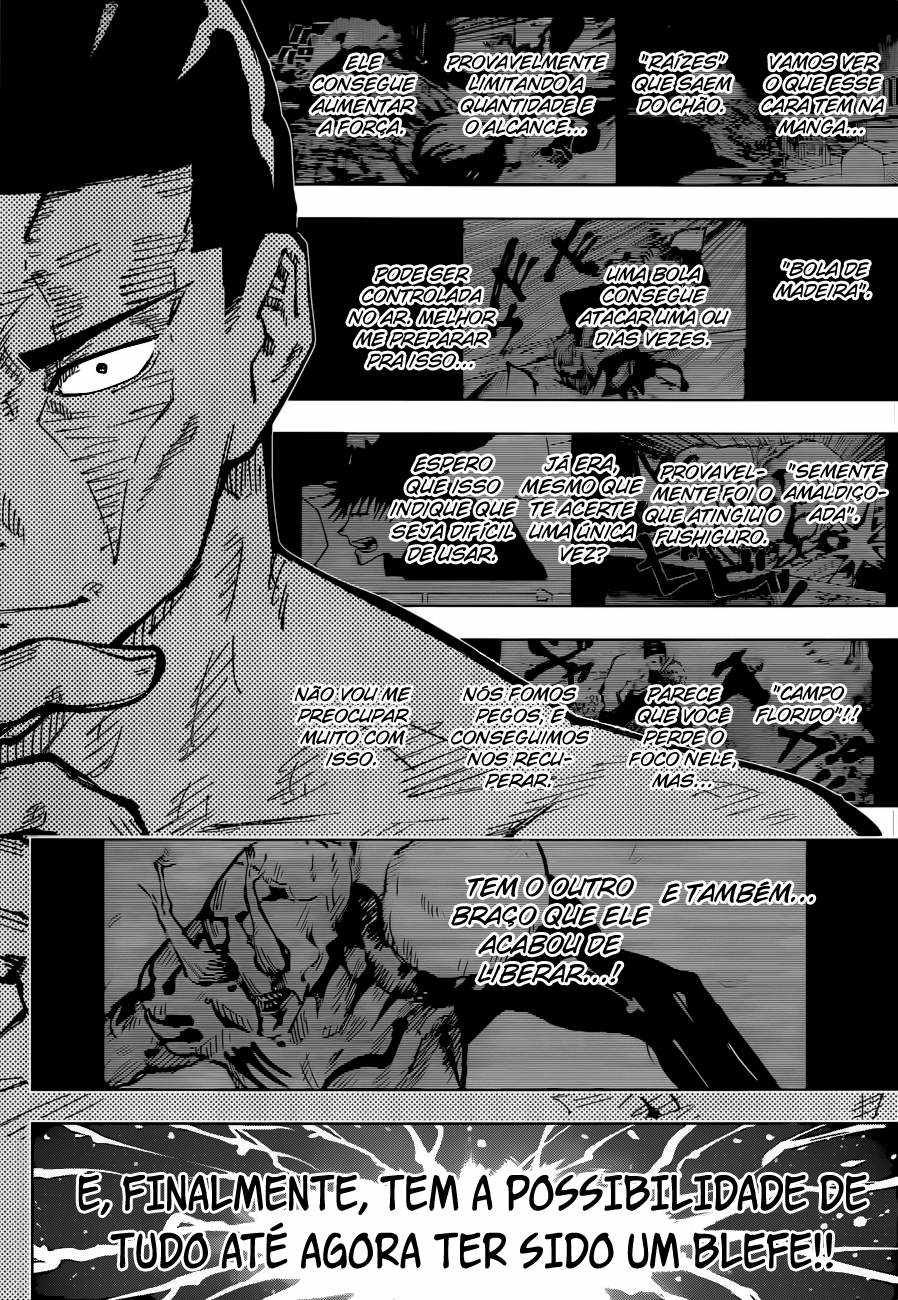 VAMOS VER
O QUE ESSE
CARA TEM NA
MANGA...
"RAÍZES"
QUE SAEM
DO CHÃO.
PROVAVELMENTE
LIMITANDO A
QUANTIDADE E
O ALCANCE...
ELE
CONSEGUE
AUMENTAR
A FORÇA.
"BOLA DE
MADEIRA".
UMA BOLA
CONSEGUE
ATACAR UMA OU
DIAS VEZES.
PODE SER
CONTROLADA
NO AR. MELHOR
ME PREPARAR
PRA ISSO...
"SEMENTE
AMALDIÇO-
ADA".
PROVAVEL-
MENTE FOI O
QUE ATINGIU O
FUSHIGURO.
JÁ ERA,
MESMO QUE
TE ACERTE
UMA ÚNICA
VEZ?
ESPERO
QUE ISSO
INDIQUE QUE
SEJA DIFÍCIL
DE USAR.
"CAMPO
FLORIDO"!!
PARECE
QUE VOCÊ
PERDE O
FOCO NELE,
MAS...
NÓS FOMOS
PEGOS, E
CONSEGUIMOS
NOS RECU-
PERAR.
NÃO VOU ME
PREOCUPAR
MUITO COM
ISSO.
E TAMBÉM...
TEM O OUTRO
BRAÇO QUE ELE
ACABOU DE
LIBERAR...!
E, FINALMENTE, TEM A POSSIBILIDADE DE
TUDO ATÉ AGORA TER SIDO UM BLEFE!!